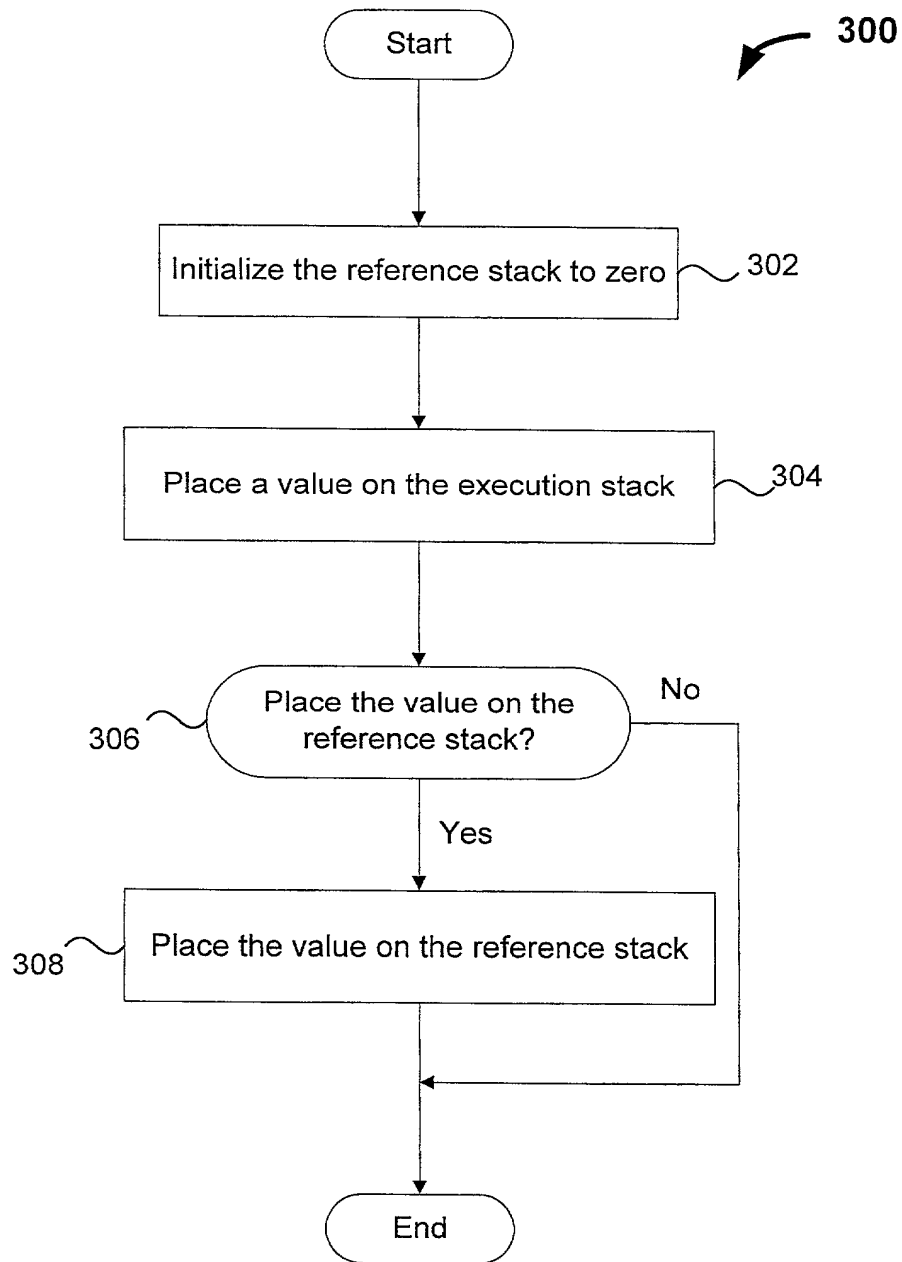 Start
300
Initialize the reference stack to zero
302
Place a value on the execution stack
304
Place the value on the
reference stack?
306
No
Yes
Place the value on the reference stack
308
End